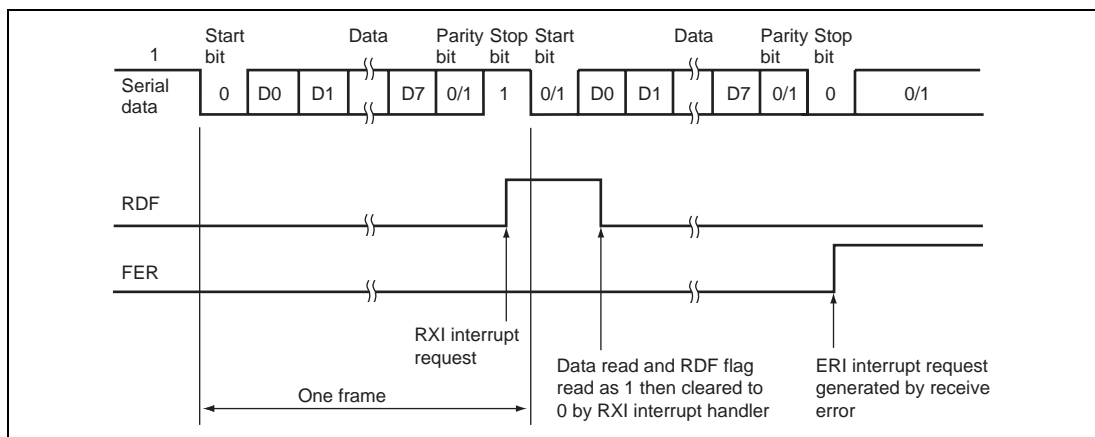 Start bit Data Parity bit Stop bit Start bit Data Parity bit Stop bit
1
Serial data
0 D0 D1 D7 0/1 1 0/1 D0 D1 D7 0/1 0 0/1
RDF
FER
RXI interrupt
request
Data read and RDF flag
read as 1 then cleared to
0 by RXI interrupt handler
ERI interrupt request
generated by receive
error
One frame